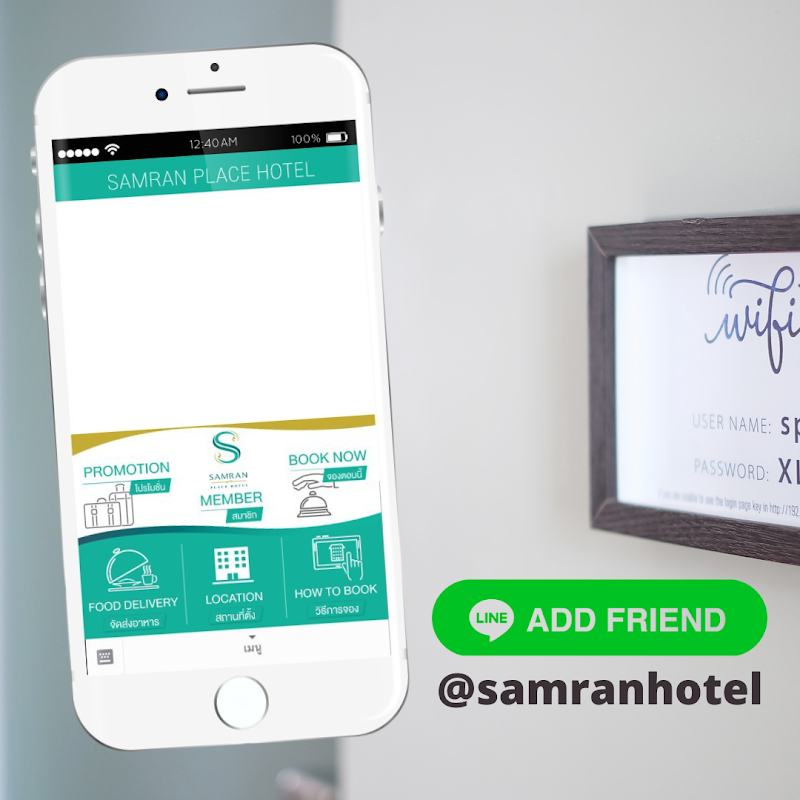 12:40 AM
100%
SAMRAN PLACE HOTEL
PROMOTION
โปรโมชั่น
SAMRAN
PLACE HOTEL
MEMBER
สมาชิก
BOOK NOW
จองตอนนี้
FOOD DELIVERY
จัดส่งอาหาร
LOCATION
สถานที่ตั้ง
HOW TO BOOK
วิธีการจอง
เมนู
wifi
USER NAME: sp
PASSWORD: XL
If you are unable to see the login page key in http://192.
LINE
ADD FRIEND
@samranhotel